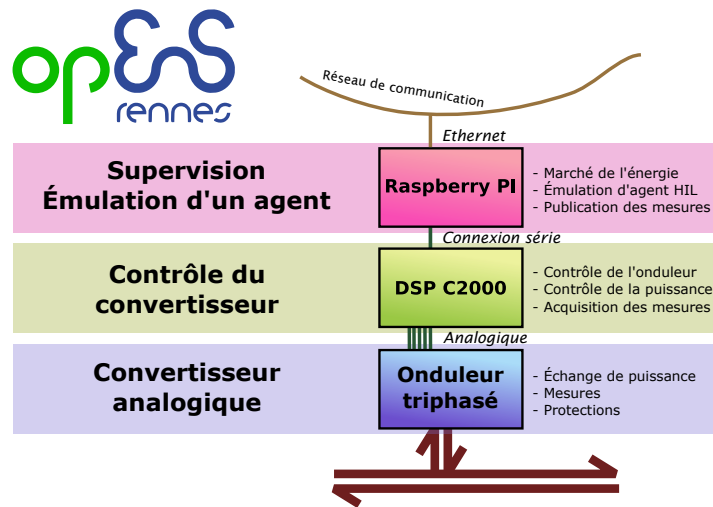 opEnS
rennes
Réseau de communication
Ethernet
Supervision
Émulation d'un agent
Raspberry PI
- Marché de l'énergie
- Émulation d'agent HIL
- Publication des mesures
Connexion série
Contrôle du
convertisseur
DSP C2000
- Contrôle de l'onduleur
- Contrôle de la puissance
- Acquisition des mesures
Analogique
Convertisseur
analogique
Onduleur
triphasé
- Échange de puissance
- Mesures
- Protections